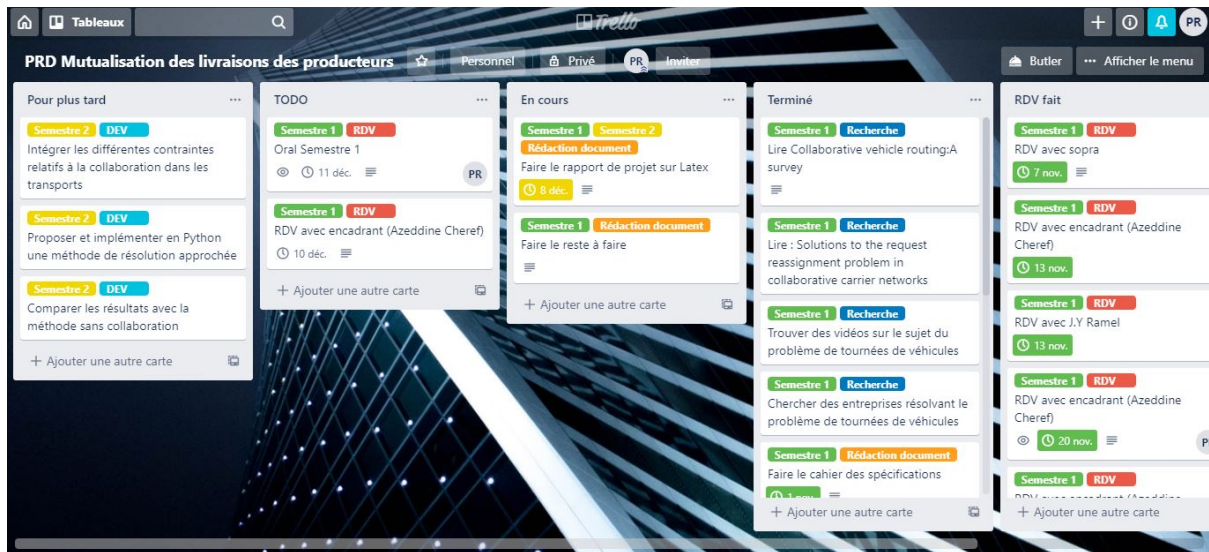 Tableaux
Trello
PR
PRD Mutualisation des livraisons des producteurs
Personnel
Privé
PR
Inviter
Butler
Afficher le menu
Pour plus tard
Semestre 2 DEV
Intégrer les différentes contraintes
relatifs à la collaboration dans les
transports
Semestre 2 DEV
Proposer et implémenter en Python
une méthode de résolution approchée
Semestre 2 DEV
Comparer les résultats avec la
méthode sans collaboration
+ Ajouter une autre carte
TODO
Semestre 1 RDV
Oral Semestre 1
11 déc.
PR
Semestre 1 RDV
RDV avec encadrant (Azeddine Cheref)
10 déc.
+ Ajouter une autre carte
En cours
Semestre 1 Semestre 2
Rédaction document
Faire le rapport de projet sur Latex
8 déc.
Semestre 1 Rédaction document
Faire le reste à faire
+ Ajouter une autre carte
Terminé
Semestre 1 Recherche
Lire Collaborative vehicle routing:A
survey
Semestre 1 Recherche
Lire : Solutions to the request
reassignment problem in
collaborative carrier networks
Semestre 1 Recherche
Trouver des vidéos sur le sujet du
problème de tournées de véhicules
Semestre 1 Recherche
Chercher des entreprises résolvant le
problème de tournées de véhicules
Semestre 1 Rédaction document
Faire le cahier des spécifications
1 nov.
+ Ajouter une autre carte
RDV fait
Semestre 1 RDV
RDV avec sopra
7 nov.
Semestre 1 RDV
RDV avec encadrant (Azeddine
Cheref)
13 nov.
Semestre 1 RDV
RDV avec J.Y Ramel
13 nov.
Semestre 1 RDV
RDV avec encadrant (Azeddine
Cheref)
20 nov.
P
Semestre 1 RDV
RDV avec encadrant (Azeddine
+ Ajouter une autre carte